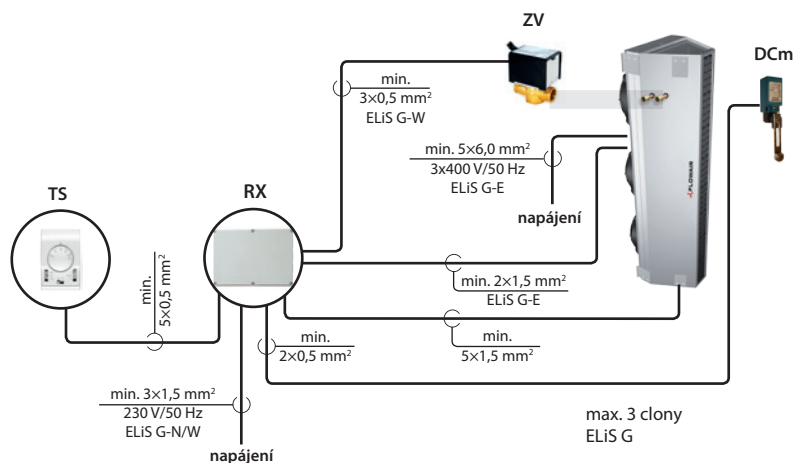 ZV
DCm
min.
3×0,5 mm²
ELiS G-W
min. 5×6,0 mm²
3x400 V/50 Hz
ELiS G-E
napájení
FLOWAIR
TS
RX
min.
5×0,5 mm²
min. 2×1,5 mm²
ELiS G-E
min.
2×0,5 mm²
min.
5×1,5 mm²
min. 3×1,5 mm²
230 V/50 Hz
ELiS G-N/W
napájení
max. 3 clony
ELiS G